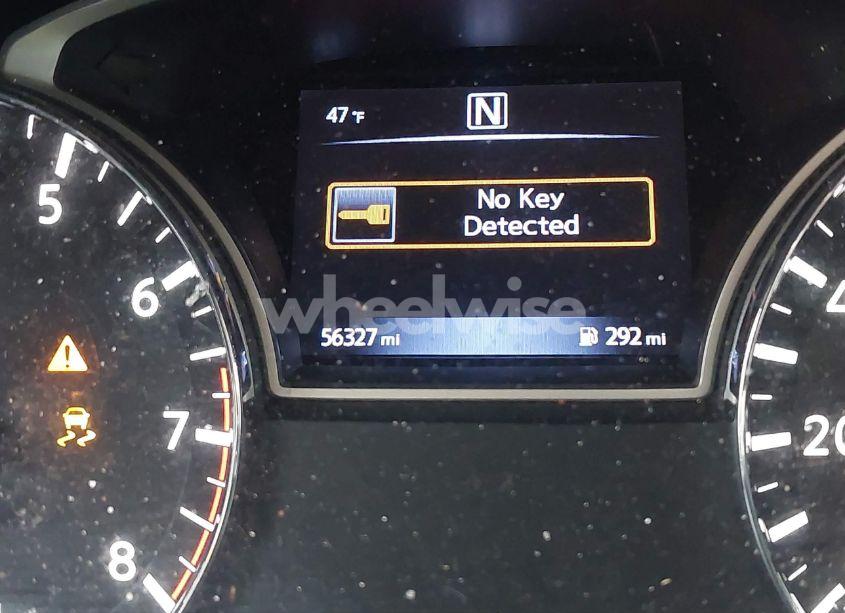 47 °F
N
No Key
Detected
5
6
7
8
wheelwise
56327 mi
292 mi
20